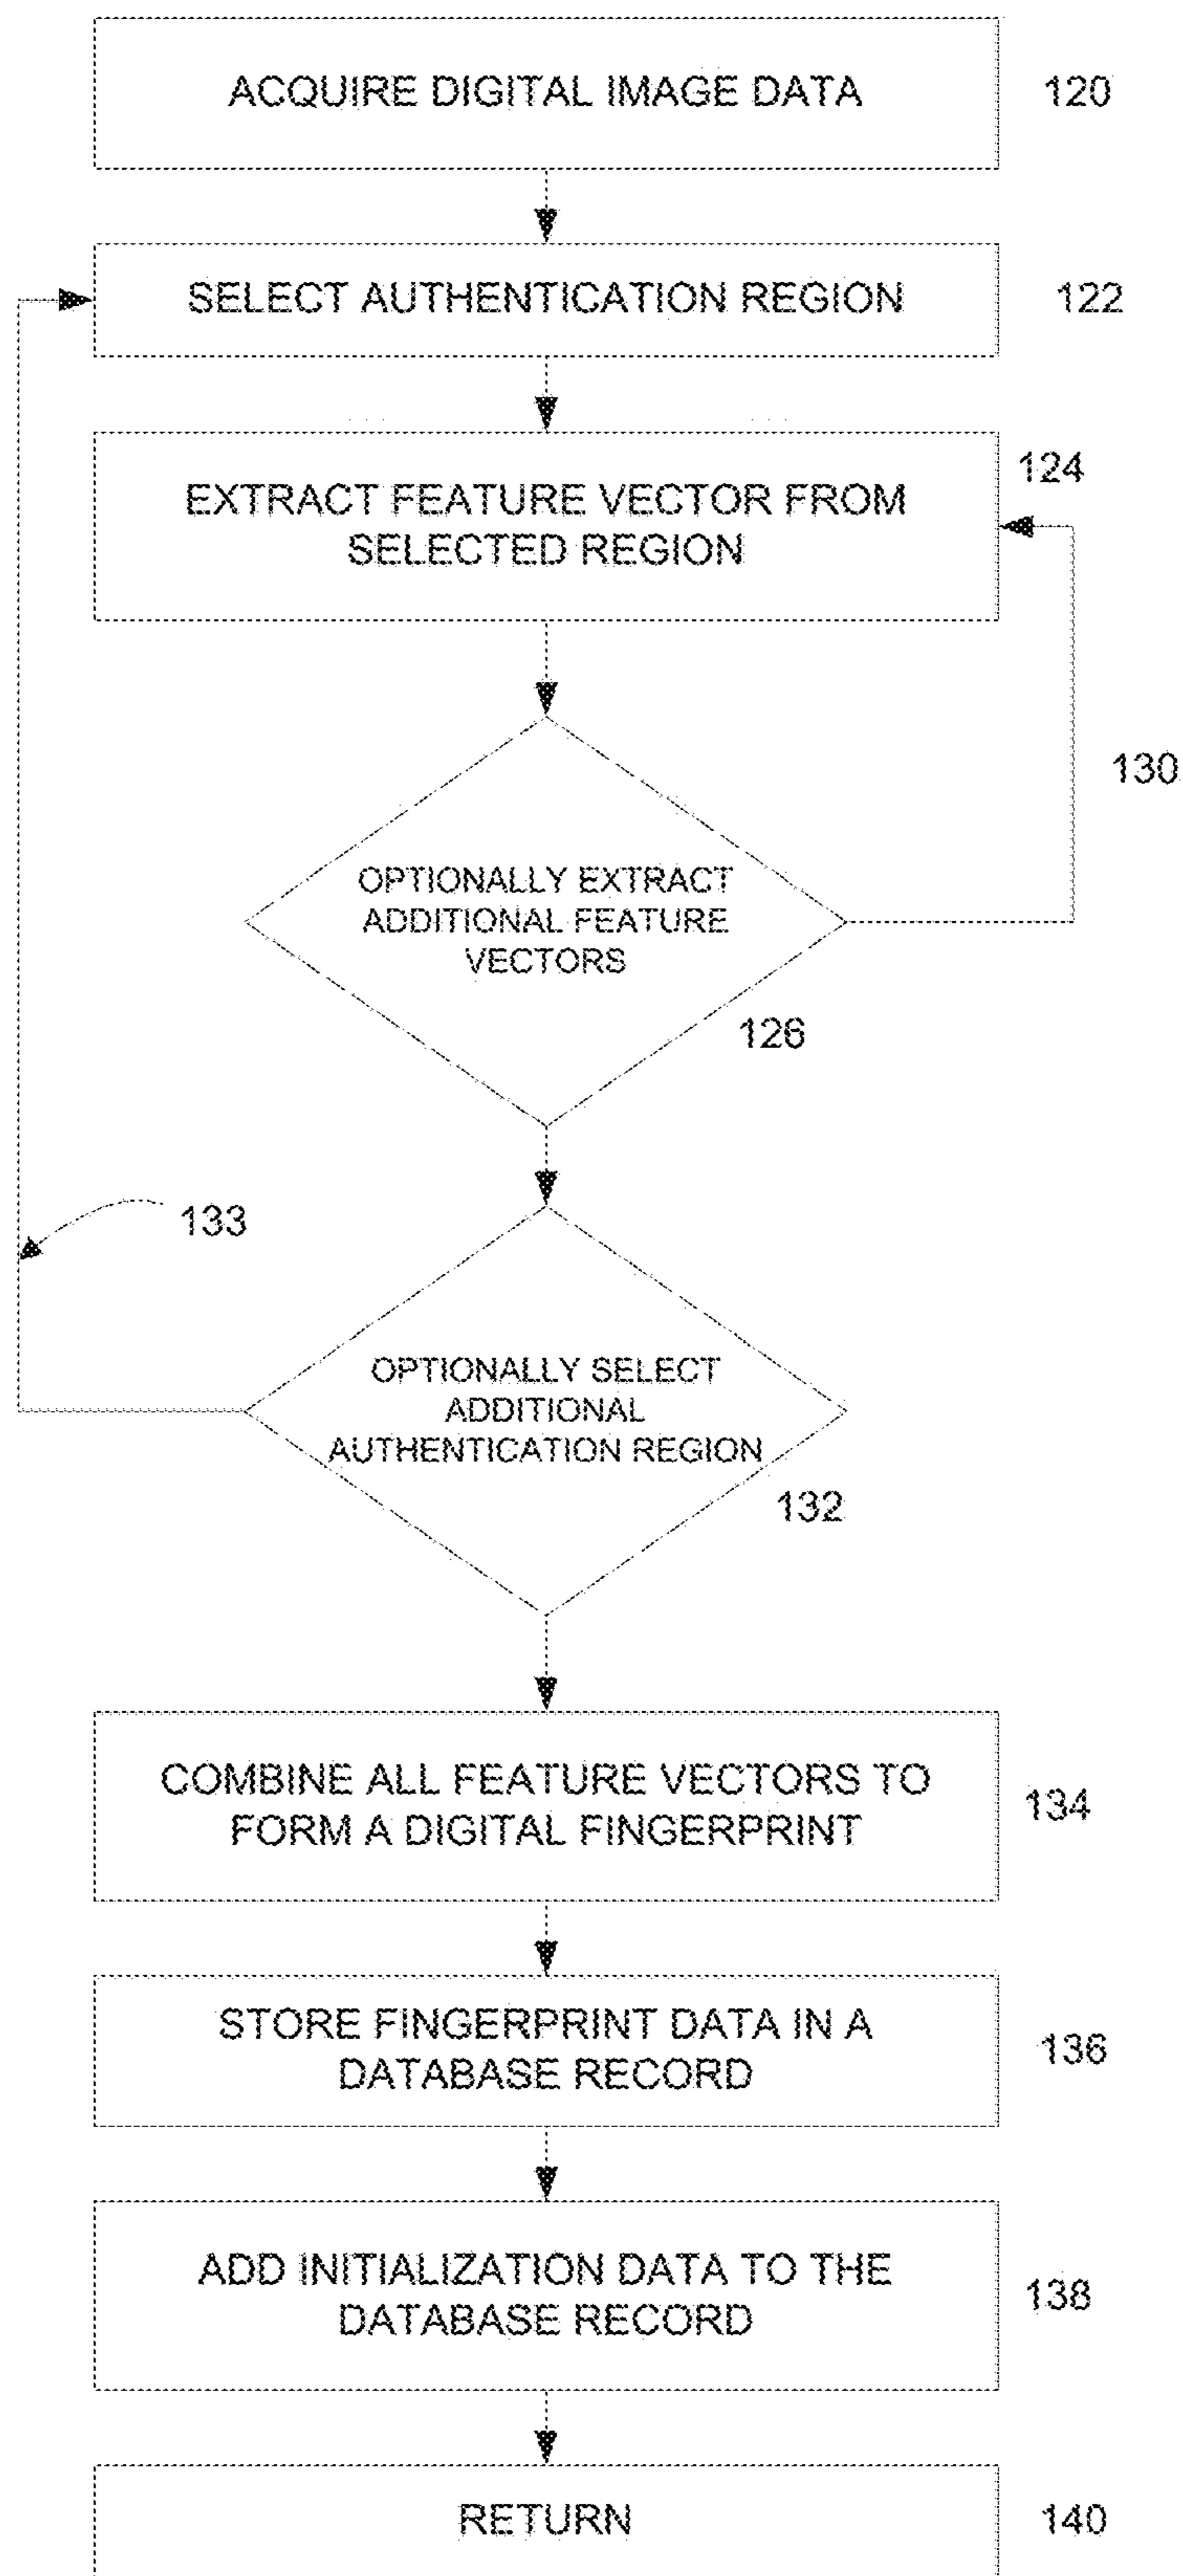 ACQUIRE DIGITAL IMAGE DATA
120
SELECT AUTHENTICATION REGION
122
EXTRACT FEATURE VECTOR FROM
SELECTED REGION
124
130
OPTIONALLY EXTRACT
ADDITIONAL FEATURE
VECTORS
126
133
OPTIONALLY SELECT
ADDITIONAL
AUTHENTICATION REGION
132
COMBINE ALL FEATURE VECTORS TO
FORM A DIGITAL FINGERPRINT
134
STORE FINGERPRINT DATA IN A
DATABASE RECORD
136
ADD INITIALIZATION DATA TO THE
DATABASE RECORD
138
RETURN
140